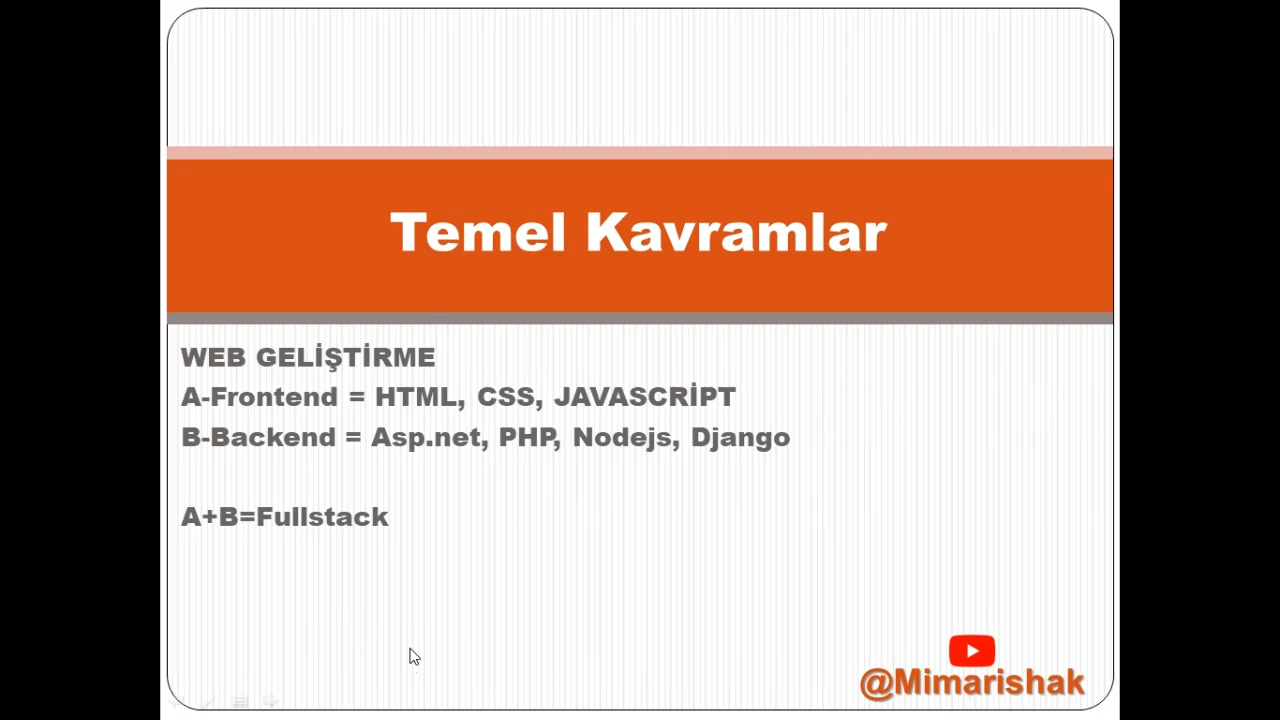 Temel Kavramlar
WEB GELİŞTİRME
A-Frontend = HTML, CSS, JAVASCRİPT
B-Backend = Asp.net, PHP, Nodejs, Django
A+B=Fullstack
@Mimarishak